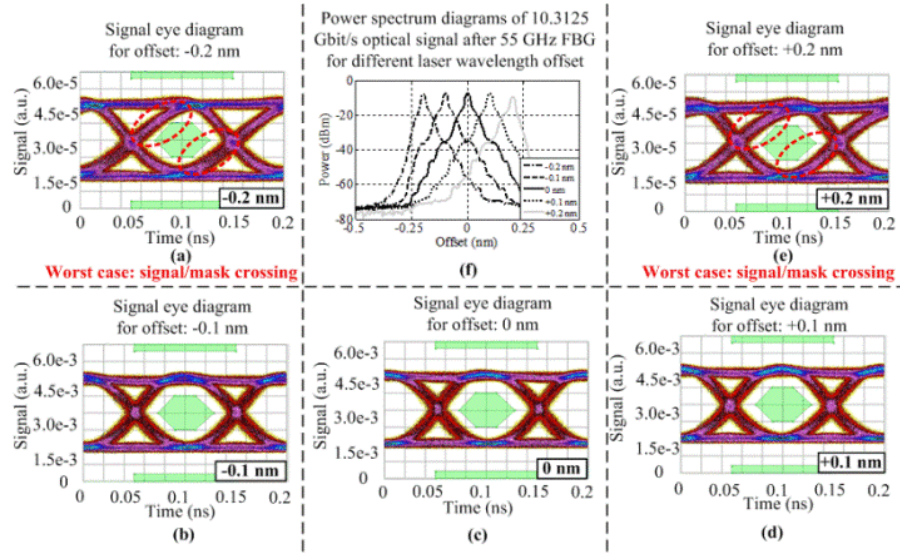 Signal eye diagram
for offset: -0.2 nm
Signal (a.u.)
6.0e-5
4.5e-5
3.0e-5
1.5e-5
0
-0.2 nm
0 0.05 0.1 0.15 0.2
Time (ns)
(a)
Worst case: signal/mask crossing
Power spectrum diagrams of 10.3125
Gbit/s optical signal after 55 GHz FBG
for different laser wavelength offset
Power (dBm)
0
-20
-40
-60
-80
-0.2 nm
-0.1 nm
0 nm
+0.1 nm
+0.2 nm
-0.5 -0.25 0 0.25 0.5
Offset (nm)
(f)
Signal eye diagram
for offset: +0.2 nm
Signal (a.u.)
6.0e-5
4.5e-5
3.0e-5
1.5e-5
0
+0.2 nm
0 0.05 0.1 0.15 0.2
Time (ns)
(e)
Worst case: signal/mask crossing
Signal eye diagram
for offset: -0.1 nm
Signal (a.u.)
6.0e-3
4.5e-3
3.0e-3
1.5e-3
0
-0.1 nm
0 0.05 0.1 0.15 0.2
Time (ns)
(b)
Signal eye diagram
for offset: 0 nm
Signal (a.u.)
6.0e-3
4.5e-3
3.0e-3
1.5e-3
0
0 nm
0 0.05 0.1 0.15 0.2
Time (ns)
(c)
Signal eye diagram
for offset: +0.1 nm
Signal (a.u.)
6.0e-3
4.5e-3
3.0e-3
1.5e-3
0
+0.1 nm
0 0.05 0.1 0.15 0.2
Time (ns)
(d)